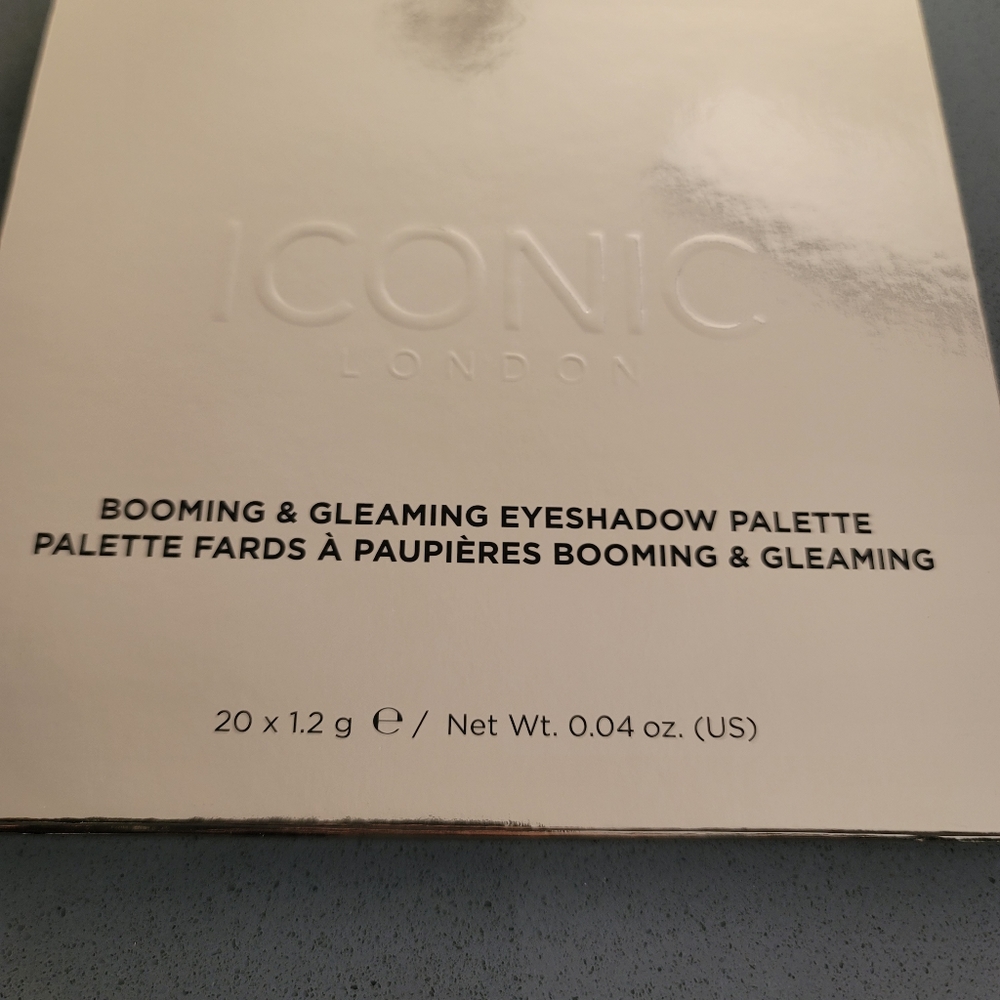 ICONIC
LONDON
BOOMING & GLEAMING EYESHADOW PALETTE
PALETTE FARDS À PAUPIÈRES BOOMING & GLEAMING
20 x 1.2 g ℮ / Net Wt. 0.04 oz. (US)